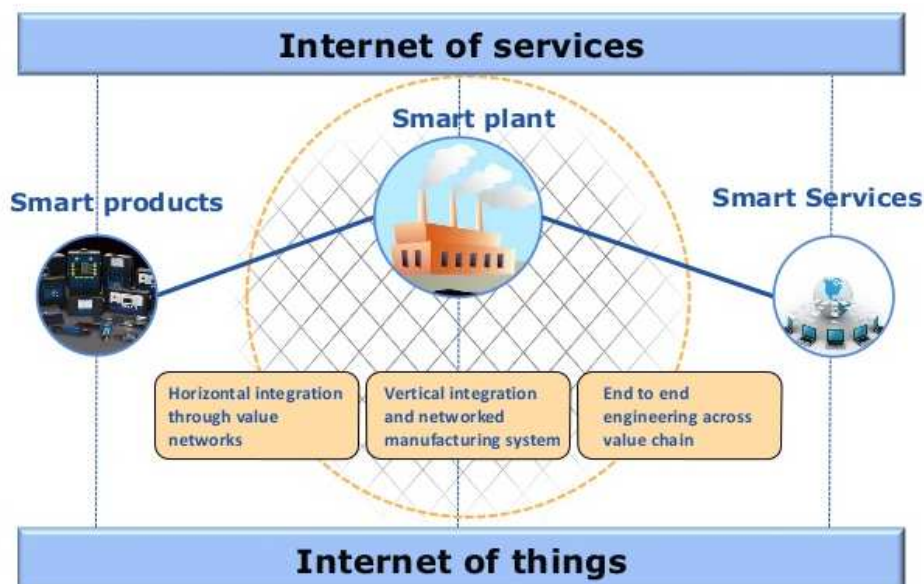 Internet of services
Smart plant
Smart products
Smart Services
Horizontal integration
through value
networks
Vertical integration
and networked
manufacturing system
End to end
engineering across
value chain
Internet of things